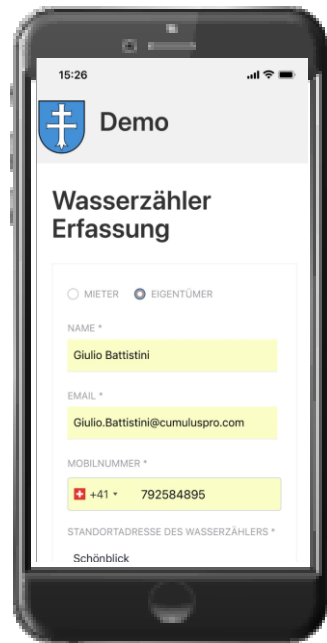 15:26
Demo
Wasserzähler
Erfassung
MIETER EIGENTÜMER
NAME *
Giulio Battistini
EMAIL *
Giulio.Battistini@cumuluspro.com
MOBILNUMMER *
+41 792584895
STANDORTADRESSE DES WASSERZÄHLERS *
Schönblick